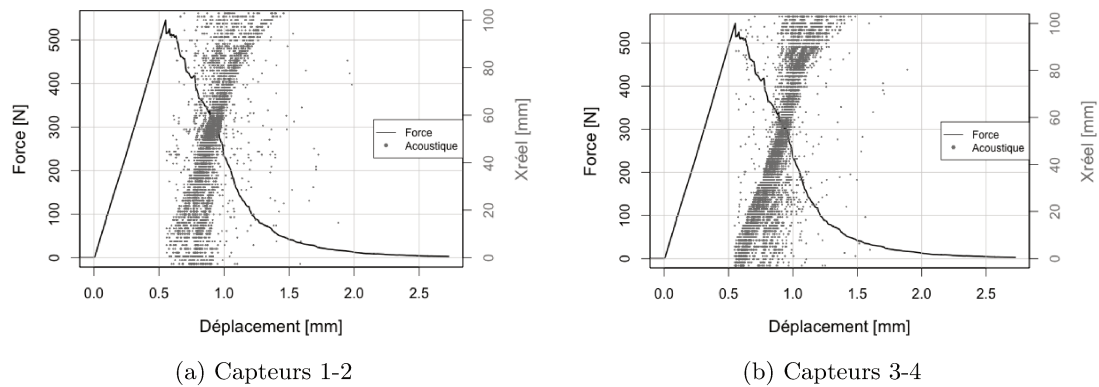 Force [N]
500
400
300
200
100
0
0.0 0.5 1.0 1.5 2.0 2.5
Déplacement [mm]
100
80
60
40
20
0
Xréel [mm]
Force
Acoustique
(a) Capteurs 1-2
Force [N]
500
400
300
200
100
0
0.0 0.5 1.0 1.5 2.0 2.5
Déplacement [mm]
100
80
60
40
20
0
Xréel [mm]
Force
Acoustique
(b) Capteurs 3-4